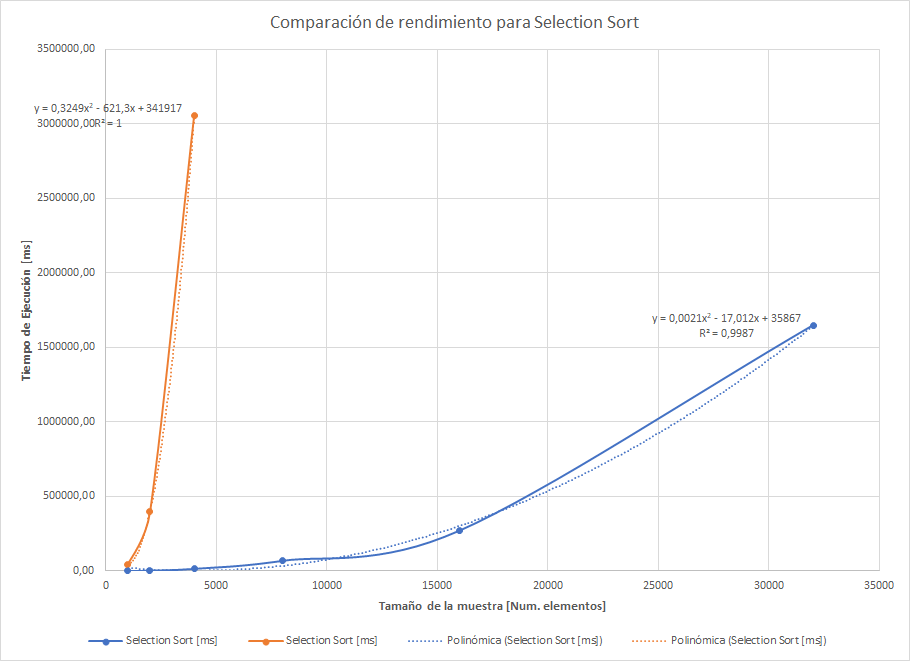 Comparación de rendimiento para Selection Sort
3500000,00
y = 0,3249x² - 621,3x + 341917
3000000,00
R² = 1
2500000,00
2000000,00
1500000,00
1000000,00
500000,00
0,00
Tiempo de Ejecución [ms]
y = 0,0021x² - 17,012x + 35867
R² = 0,9987
0 5000 10000 15000 20000 25000 30000 35000
Tamaño de la muestra [Num. elementos]
Selection Sort [ms] Selection Sort [ms] Polinómica (Selection Sort [ms]) Polinómica (Selection Sort [ms])